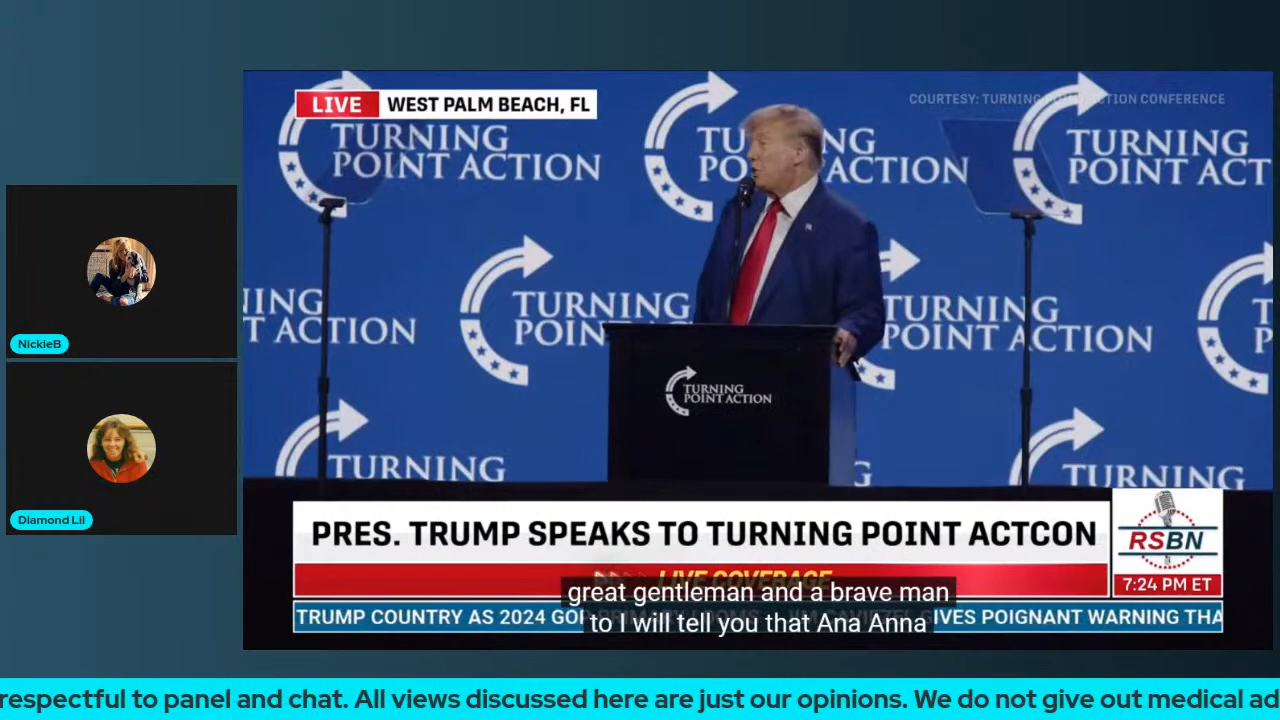 LIVE WEST PALM BEACH, FL
COURTESY: TURNING POINT ACTION CONFERENCE
TURNING
POINT ACTION
TURNING
POINT ACTION
TURNING
POINT ACT
NickieB
NING
T ACTION
TURNING
TURNING
POINT ACTION
TURNING
POINT ACTION
TURNING
TURNING
Diamond Lil
PRES. TRUMP SPEAKS TO TURNING POINT ACTCON
RSBN
7:24 PM ET
LIVE COVERAGE
great gentleman and a brave man
to I will tell you that Ana Anna
TRUMP COUNTRY AS 2024 GOP IVES POIGNANT WARNING THA
respectful to panel and chat. All views discussed here are just our opinions. We do not give out medical ad